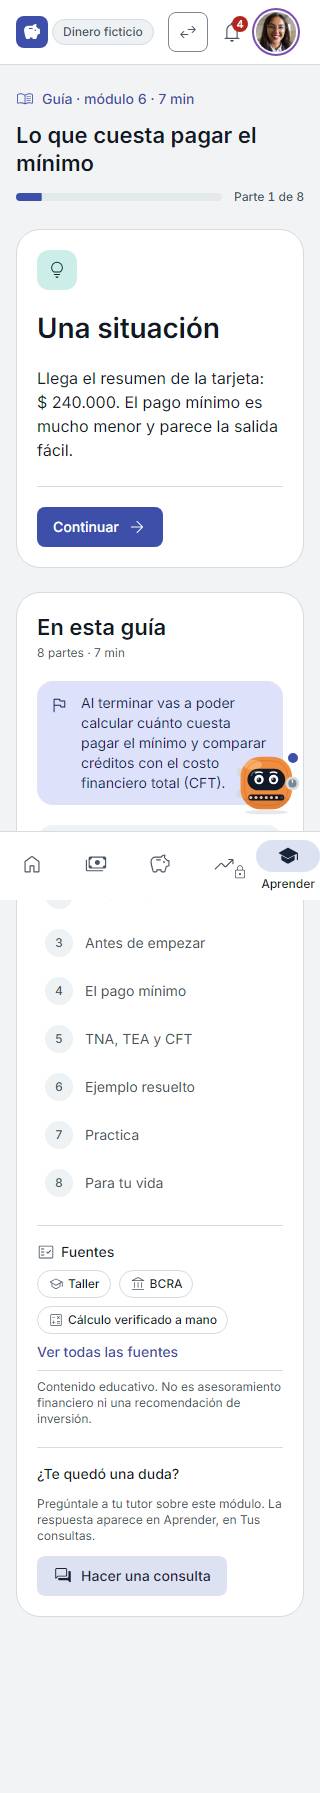 Dinero ficticio
4
Guía · módulo 6 · 7 min
Lo que cuesta pagar el
mínimo
Parte 1 de 8
Una situación
Llega el resumen de la tarjeta:
$ 240.000. El pago mínimo es
mucho menor y parece la salida
fácil.
Continuar
En esta guía
8 partes · 7 min
Al terminar vas a poder
calcular cuánto cuesta
pagar el mínimo y comparar
créditos con el costo
financiero total (CFT).
Aprender
3 Antes de empezar
4 El pago mínimo
5 TNA, TEA y CFT
6 Ejemplo resuelto
7 Practica
8 Para tu vida
Fuentes
Taller
BCRA
Cálculo verificado a mano
Ver todas las fuentes
Contenido educativo. No es asesoramiento
financiero ni una recomendación de
inversión.
¿Te quedó una duda?
Pregúntale a tu tutor sobre este módulo. La
respuesta aparece en Aprender, en Tus
consultas.
Hacer una consulta